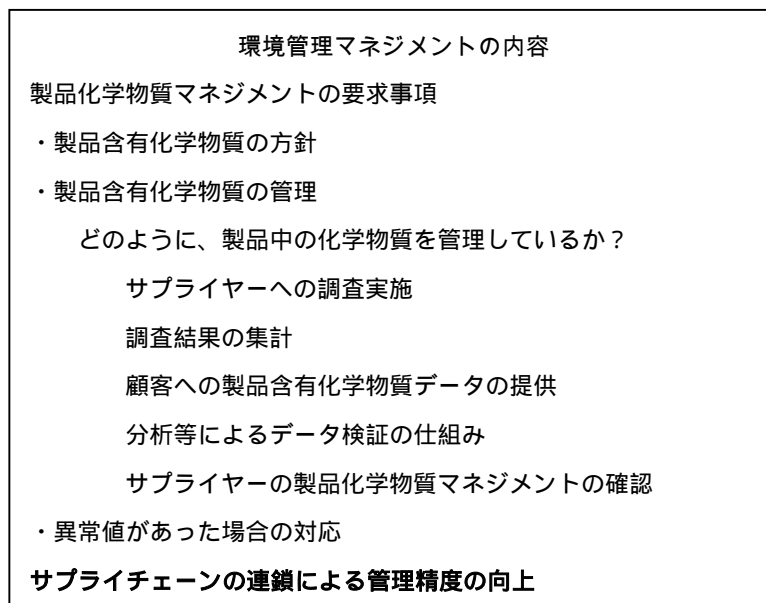 環境管理マネジメントの内容
製品化学物質マネジメントの要求事項
・製品含有化学物質の方針
・製品含有化学物質の管理
どのように、製品中の化学物質を管理しているか？
サプライヤーへの調査実施
調査結果の集計
顧客への製品含有化学物質データの提供
分析等によるデータ検証の仕組み
サプライヤーの製品化学物質マネジメントの確認
・異常値があった場合の対応
サプライチェーンの連鎖による管理精度の向上